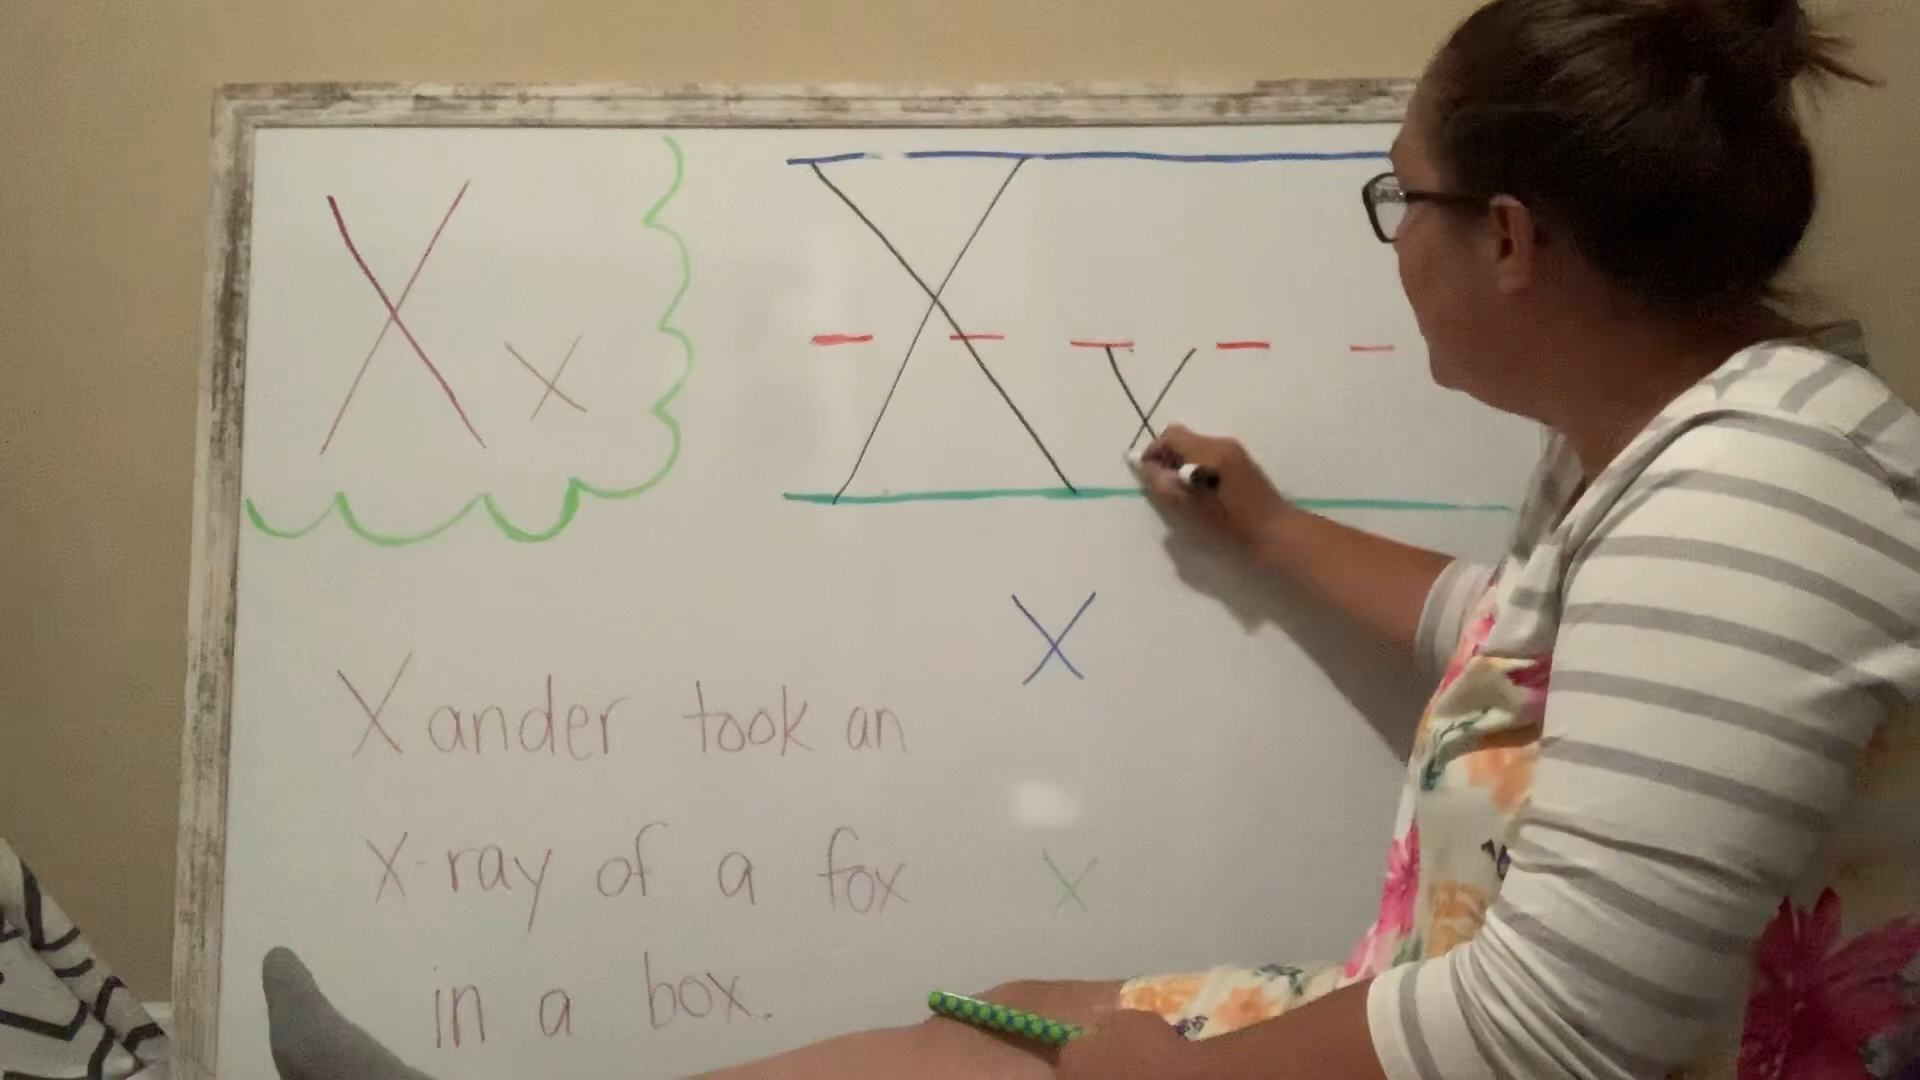 X x
X x
X
Xander took an
x-ray of a fox
x
in a box.